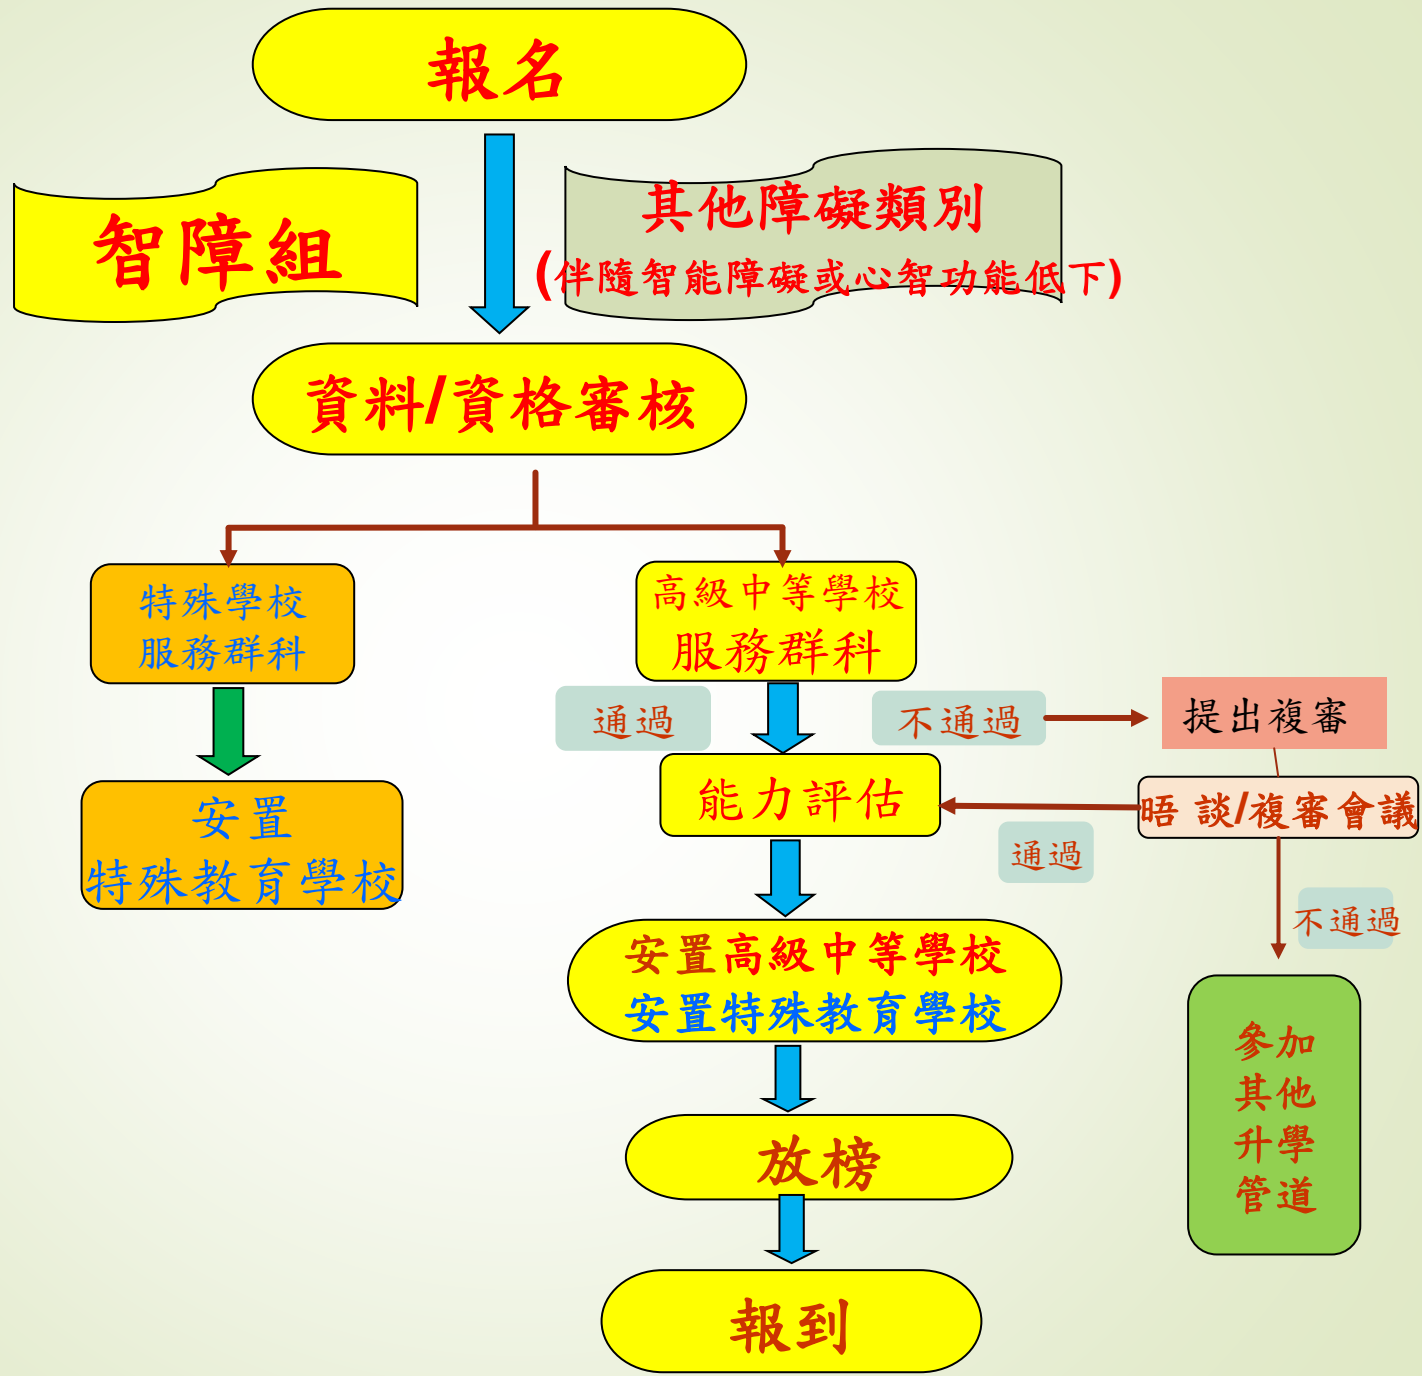 報名
智障組
其他障礙類別
(伴隨智能障礙或心智功能低下)
資料/資格審核
特殊學校
服務群科
高級中等學校
服務群科
通過
不通過
提出複審
安置
特殊教育學校
能力評估
晤 談/複審會議
通過
不通過
安置高級中等學校
安置特殊教育學校
參加
其他
升學
管道
放榜
報到